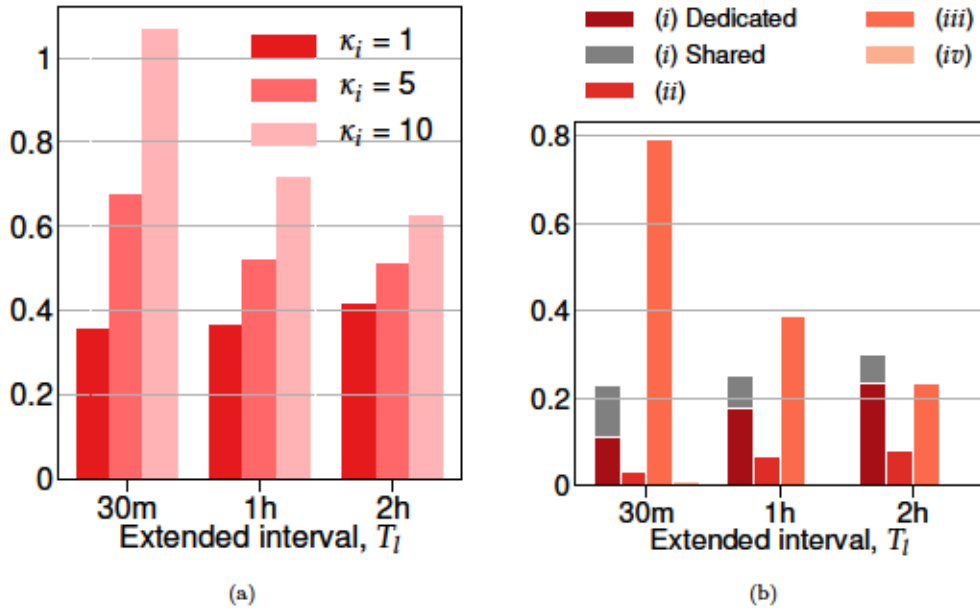 1
0.8
0.6
0.4
0.2
0
κi = 1
κi = 5
κi = 10
30m 1h 2h
Extended interval, Tl
(a)
(i) Dedicated
(i) Shared
(ii)
(iii)
(iv)
0.8
0.6
0.4
0.2
0
30m 1h 2h
Extended interval, Tl
(b)